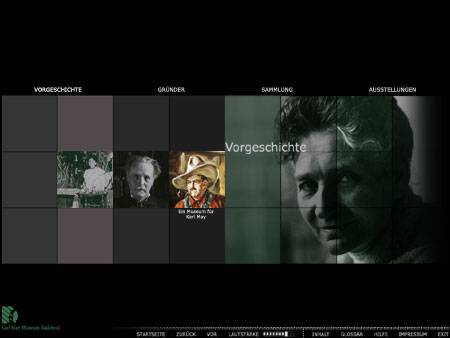 VORGESCHICHTE
GRÜNDER
SAMMLUNG
AUSSTELLUNGEN
Vorgeschichte
Ein Museum für
Karl May
Karl May Museum Radebeul
STARTSEITE ZURÜCK VOR LAUTSTÄRKE INHALT GLOSSAR HILFE IMPRESSUM EXIT